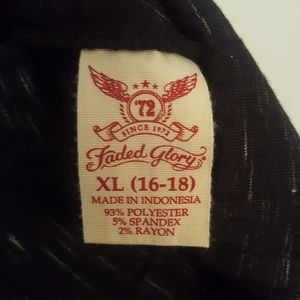 '72
SINCE 1972
Faded Glory
XL (16-18)
MADE IN INDONESIA
93% POLYESTER
5% SPANDEX
2% RAYON